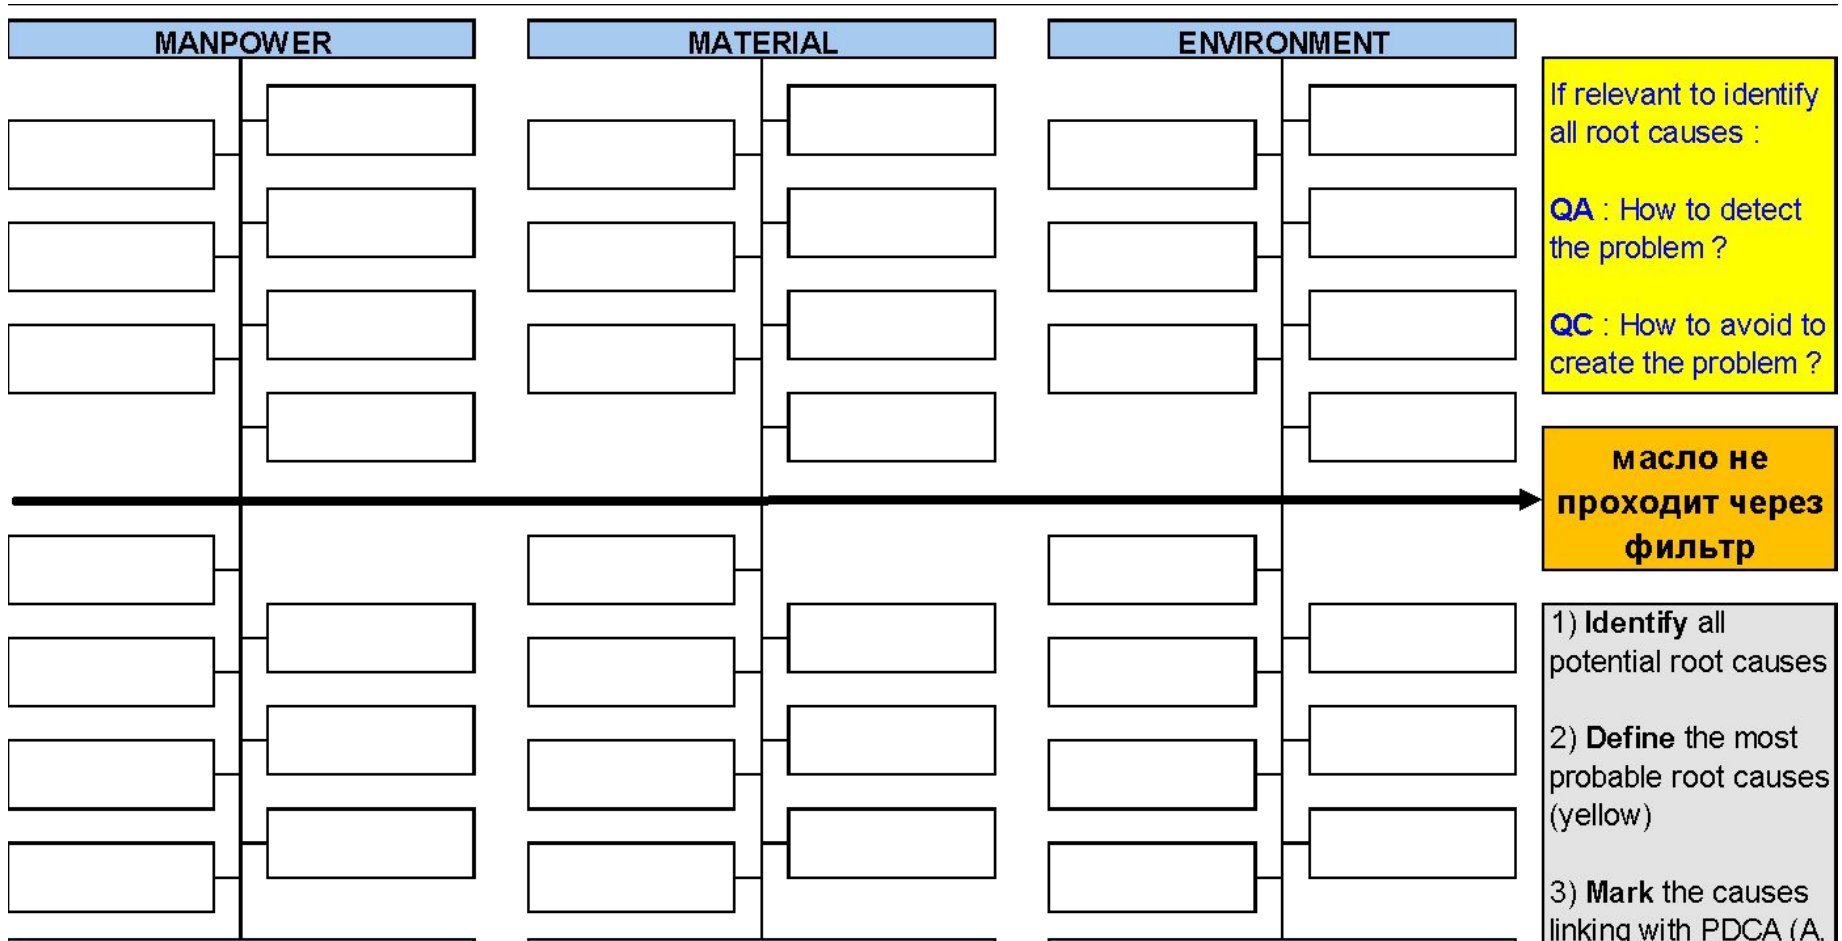 MANPOWER
MATERIAL
ENVIRONMENT
If relevant to identify
all root causes :
QA : How to detect
the problem ?
QC : How to avoid to
create the problem ?
масло не
проходит через
фильтр
1) Identify all
potential root causes
2) Define the most
probable root causes
(yellow)
3) Mark the causes
linking with PDCA (A,